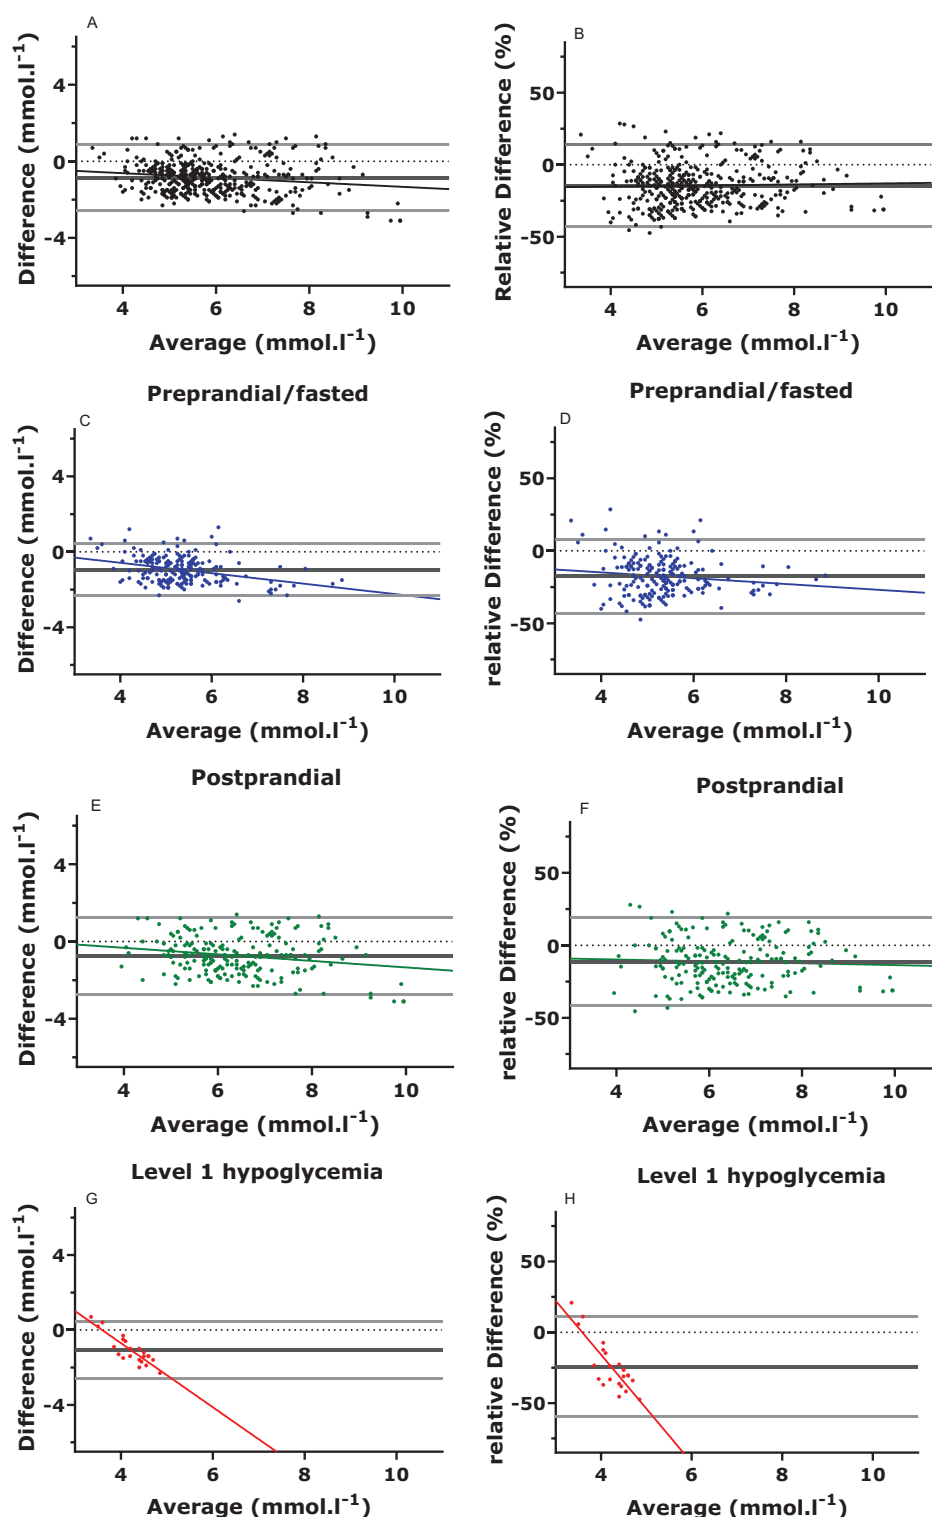 A
B
4
0
-4
Difference (mmol.l⁻¹)
4 6 8 10
Average (mmol.l⁻¹)
50
0
-50
Relative Difference (%)
4 6 8 10
Average (mmol.l⁻¹)
Preprandial/fasted
Preprandial/fasted
C
D
4
0
-4
Difference (mmol.l⁻¹)
4 6 8 10
Average (mmol.l⁻¹)
50
0
-50
relative Difference (%)
4 6 8 10
Average (mmol.l⁻¹)
Postprandial
Postprandial
E
F
4
0
-4
Difference (mmol.l⁻¹)
4 6 8 10
Average (mmol.l⁻¹)
50
0
-50
relative Difference (%)
4 6 8 10
Average (mmol.l⁻¹)
Level 1 hypoglycemia
Level 1 hypoglycemia
G
H
4
0
-4
Difference (mmol.l⁻¹)
4 6 8 10
Average (mmol.l⁻¹)
50
0
-50
relative Difference (%)
4 6 8 10
Average (mmol.l⁻¹)